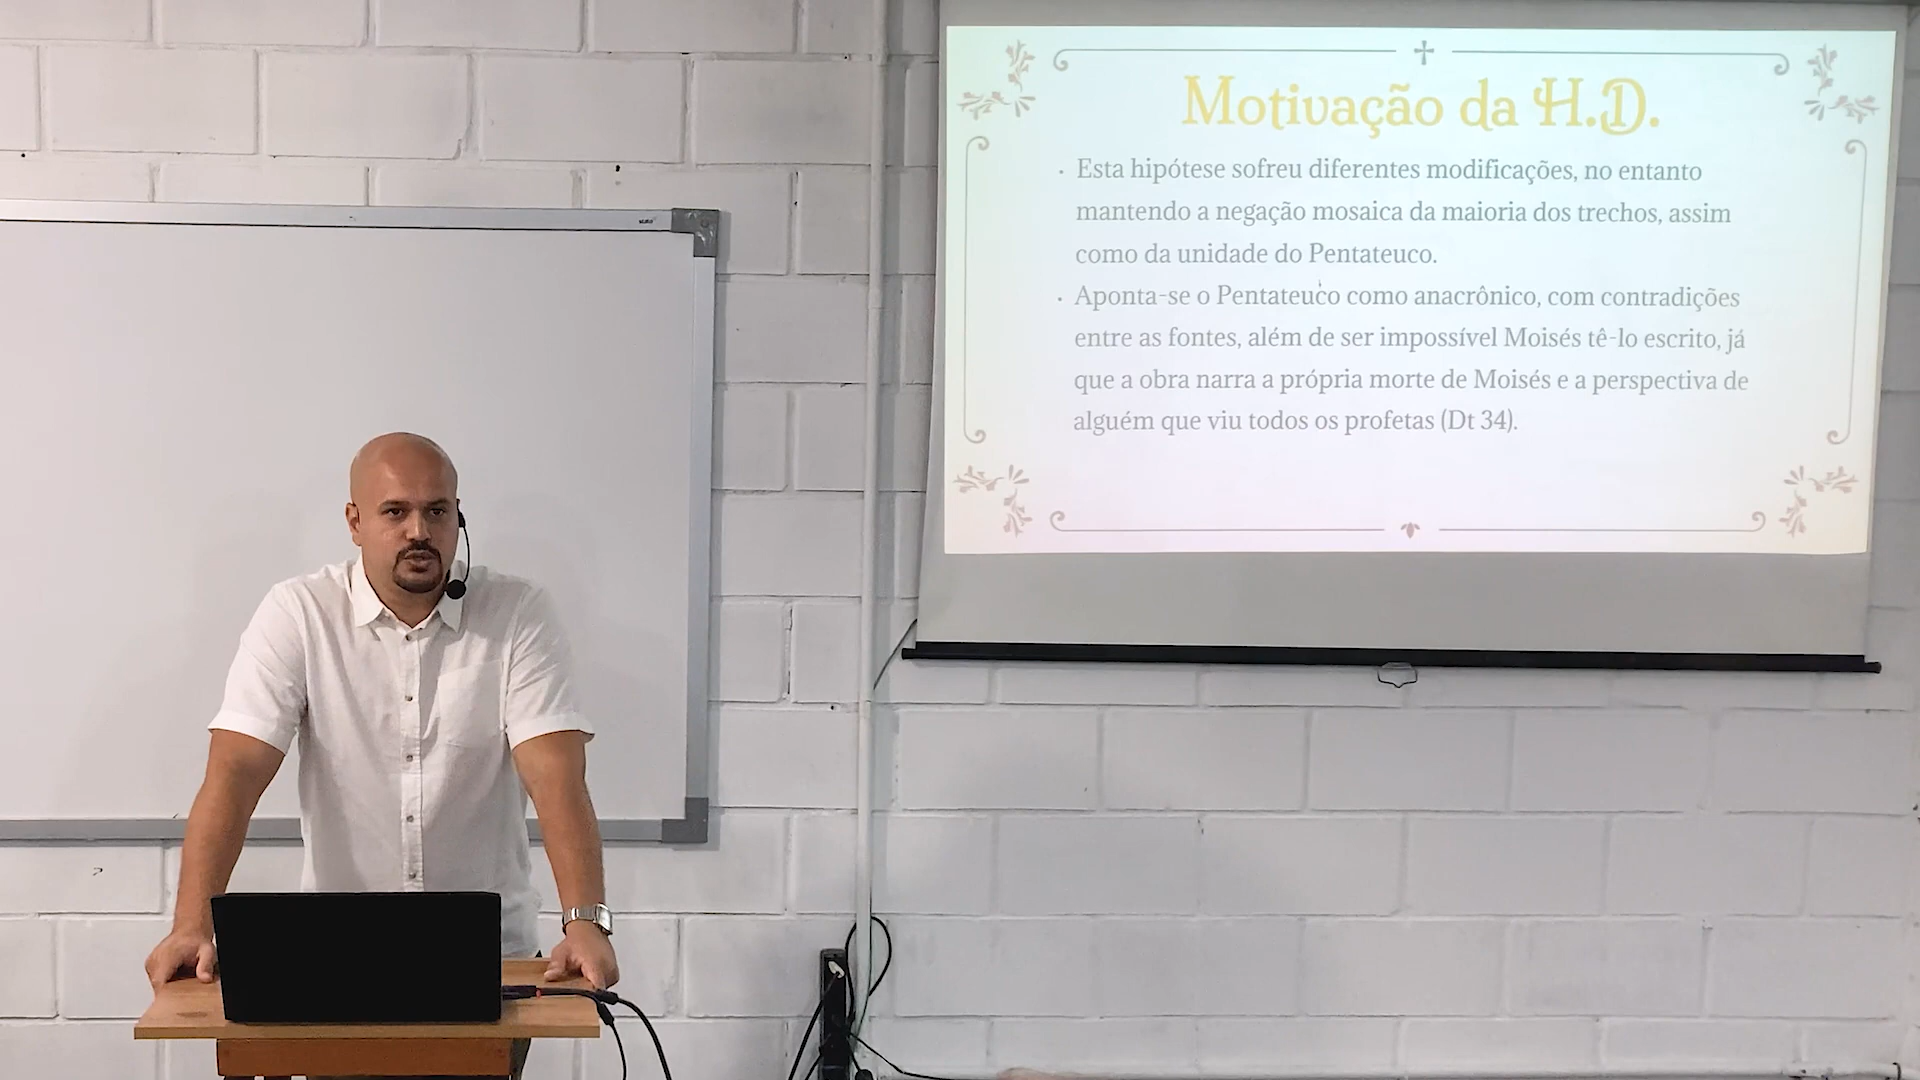 Motivação da H.D.
· Esta hipótese sofreu diferentes modificações, no entanto
mantendo a negação mosaica da maioria dos trechos, assim
como da unidade do Pentateuco.
· Aponta-se o Pentateuco como anacrônico, com contradições
entre as fontes, além de ser impossível Moisés tê-lo escrito, já
que a obra narra a própria morte de Moisés e a perspectiva de
alguém que viu todos os profetas (Dt 34).